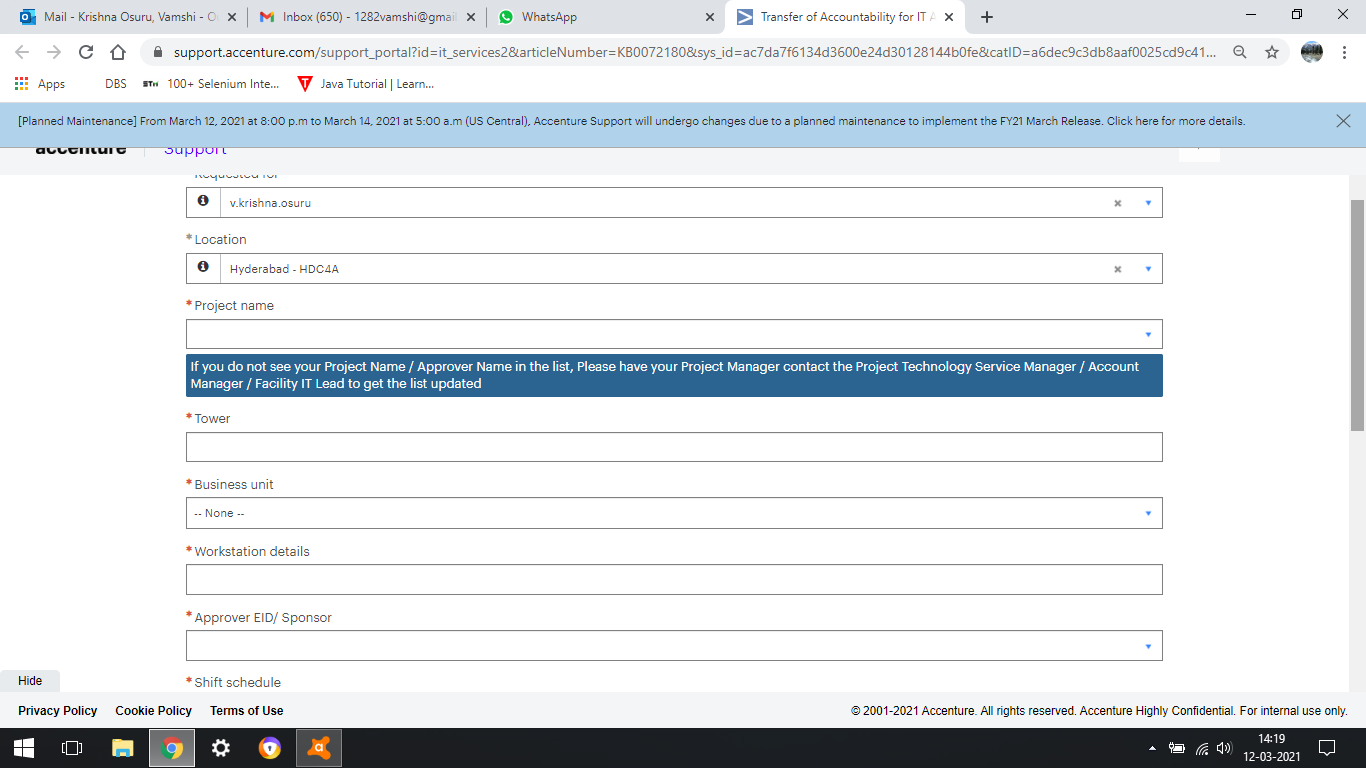 Mail - Krishna Osuru, Vamshi - O
Inbox (650) - 1282vamshi@gmail
WhatsApp
Transfer of Accountability for IT A
support.accenture.com/support_portal?id=it_services2&articleNumber=KB0072180&sys_id=ac7da7f6134d3600e24d30128144b0fe&catID=a6dec9c3db8aaf0025cd9c41...
Apps
DBS
STH
100+ Selenium Inte...
Java Tutorial | Learn...
[Planned Maintenance] From March 12, 2021 at 8:00 p.m to March 14, 2021 at 5:00 a.m (US Central), Accenture Support will undergo changes due to a planned maintenance to implement the FY21 March Release. Click here for more details.
accenture
Support
Requested for
v.krishna.osuru
* Location
Hyderabad - HDC4A
* Project name
If you do not see your Project Name / Approver Name in the list, Please have your Project Manager contact the Project Technology Service Manager / Account
Manager / Facility IT Lead to get the list updated
* Tower
* Business unit
-- None --
* Workstation details
* Approver EID/ Sponsor
* Shift schedule
Hide
Privacy Policy
Cookie Policy
Terms of Use
© 2001-2021 Accenture. All rights reserved. Accenture Highly Confidential. For internal use only.
14:19
12-03-2021